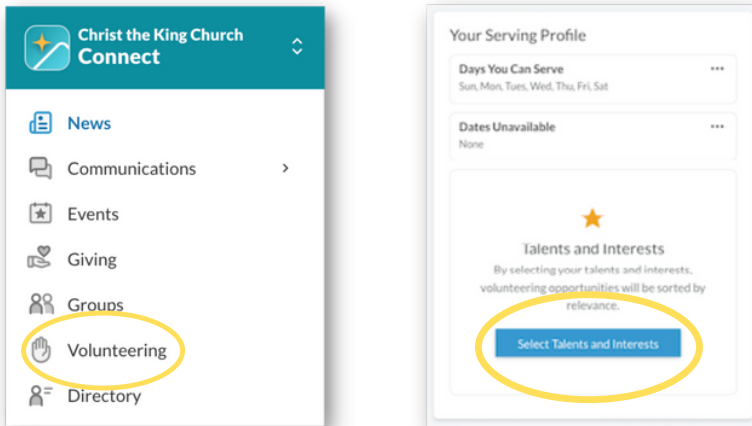 Christ the King Church
Connect
News
Communications
Events
Giving
Groups
Volunteering
Directory
Your Serving Profile
Days You Can Serve
Sun, Mon, Tues, Wed, Thu, Fri, Sat
Dates Unavailable
None
Talents and Interests
By selecting your talents and interests,
volunteering opportunities will be sorted by
relevance.
Select Talents and Interests